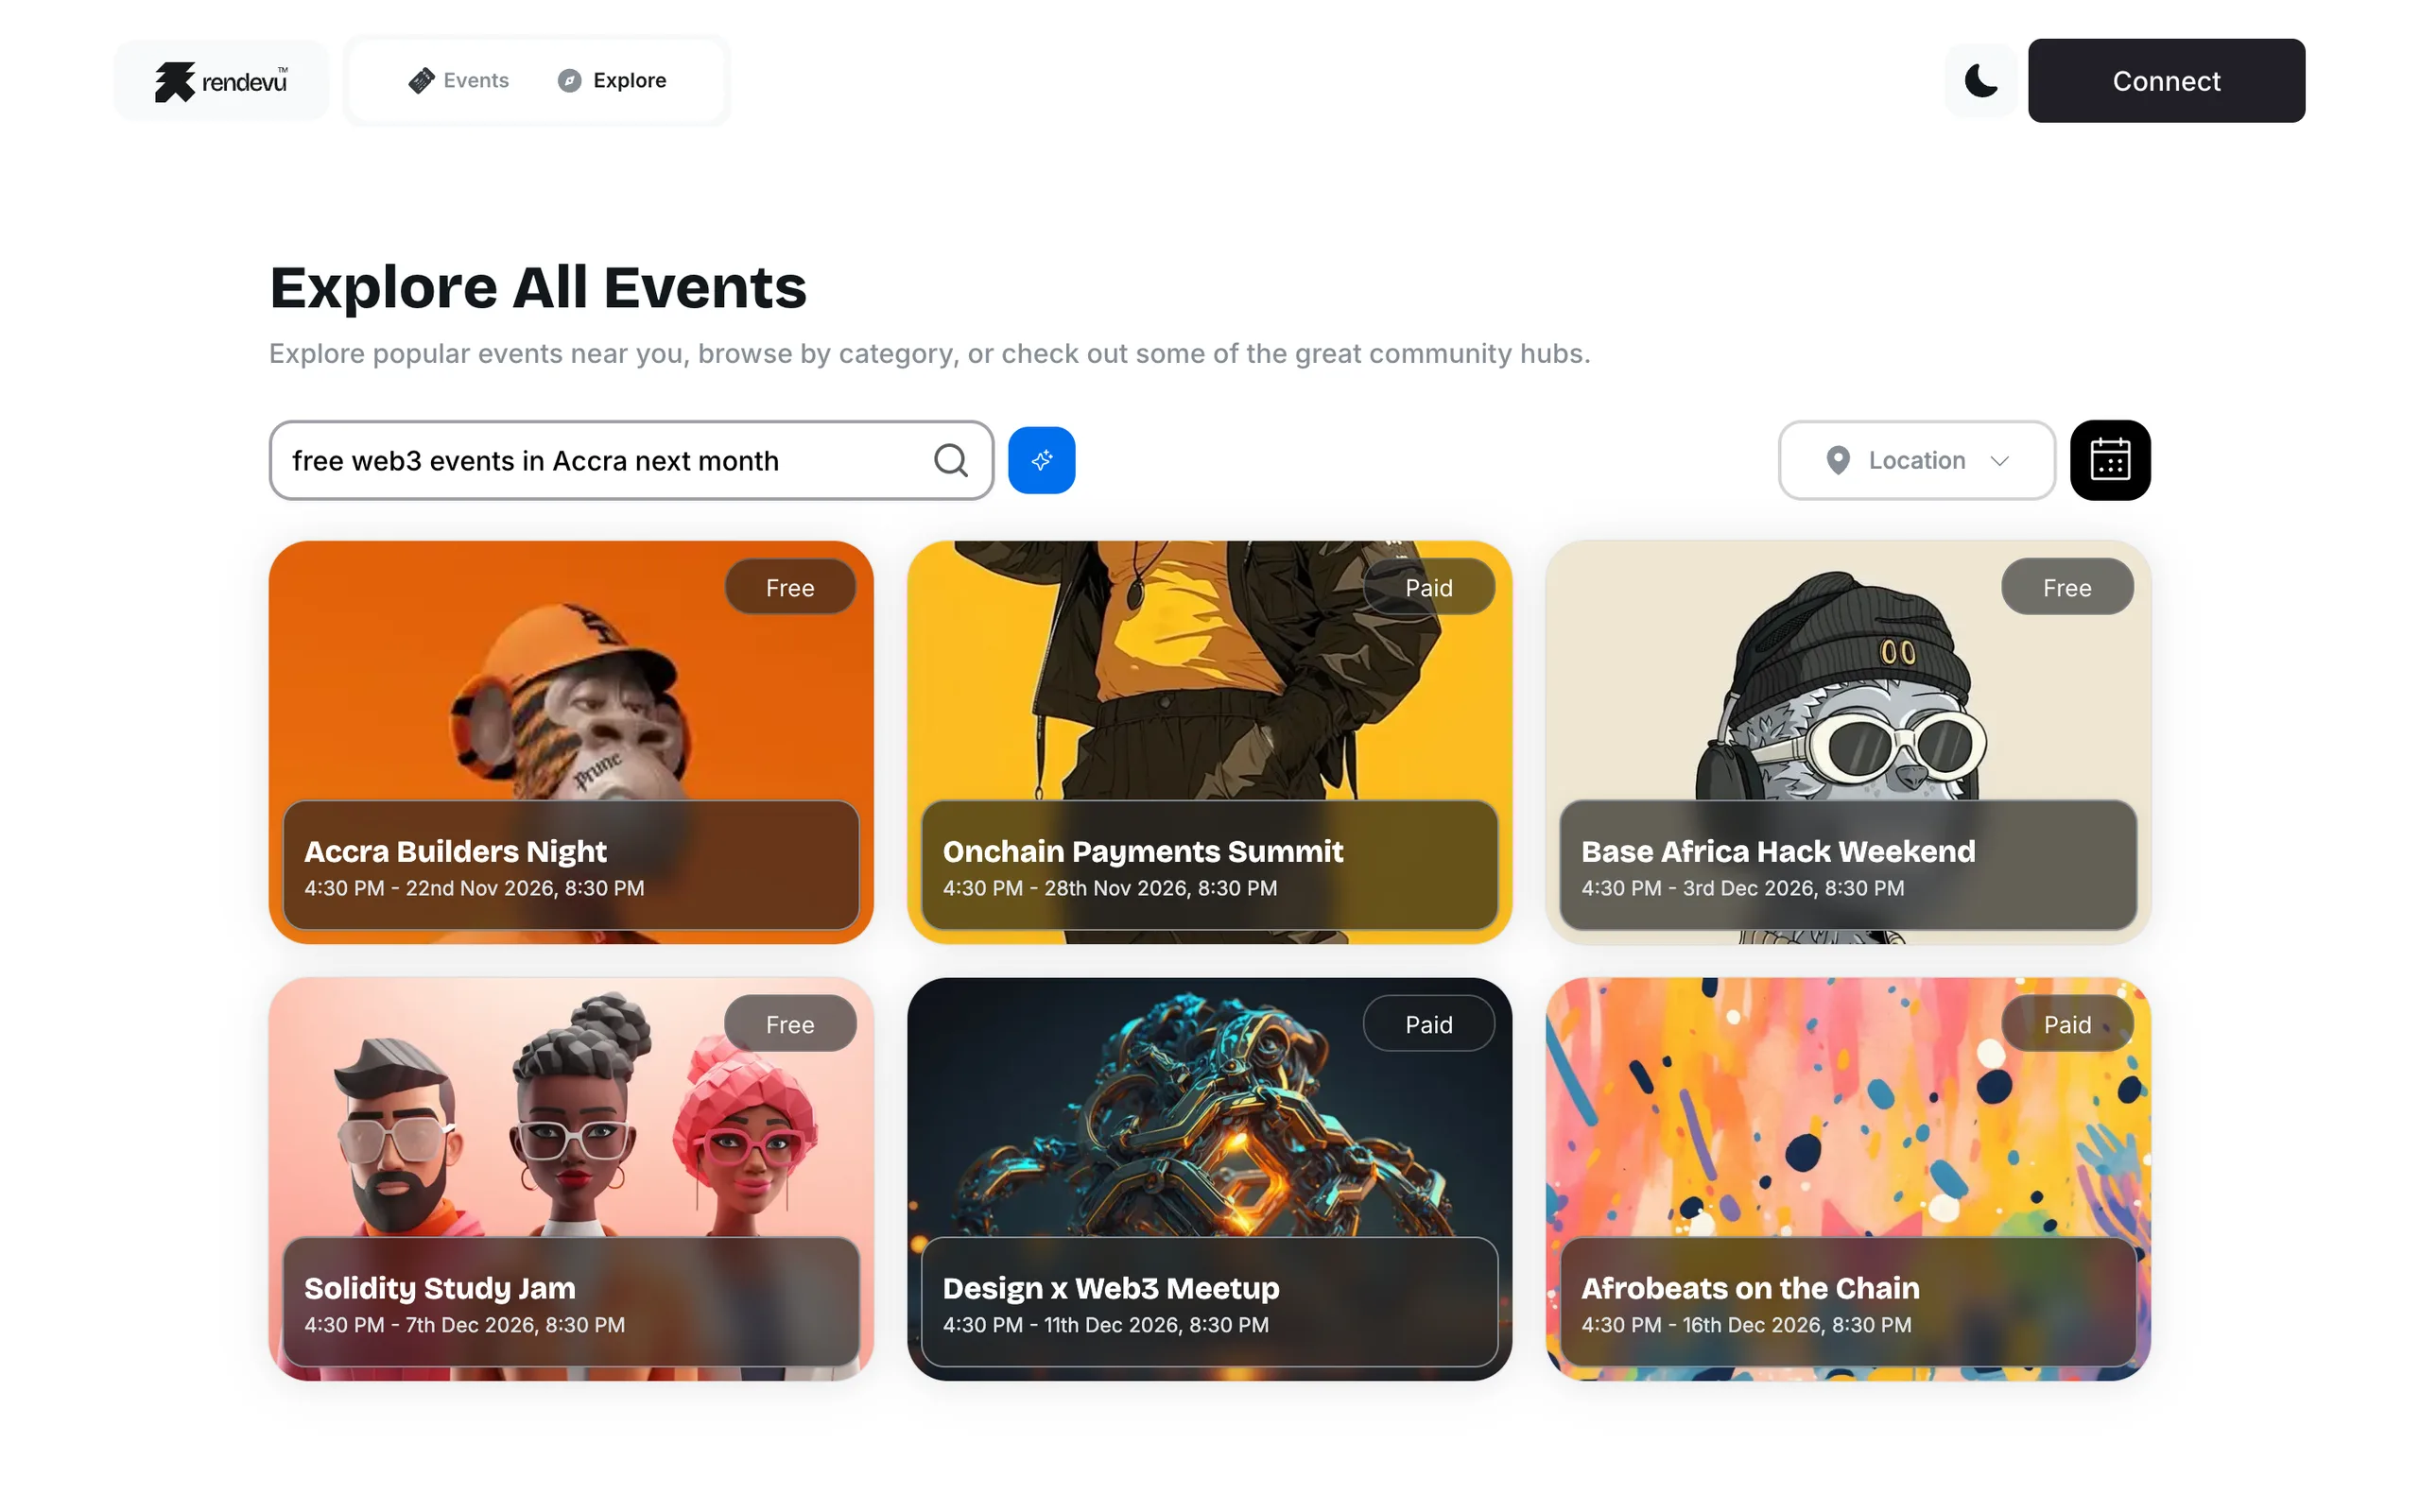 rendevu™
Events
Explore
Connect
Explore All Events
Explore popular events near you, browse by category, or check out some of the great community hubs.
free web3 events in Accra next month
Location
Free
Prunc
Accra Builders Night
4:30 PM - 22nd Nov 2026, 8:30 PM
Paid
Onchain Payments Summit
4:30 PM - 28th Nov 2026, 8:30 PM
Free
Base Africa Hack Weekend
4:30 PM - 3rd Dec 2026, 8:30 PM
Free
Solidity Study Jam
4:30 PM - 7th Dec 2026, 8:30 PM
Paid
Design x Web3 Meetup
4:30 PM - 11th Dec 2026, 8:30 PM
Paid
Afrobeats on the Chain
4:30 PM - 16th Dec 2026, 8:30 PM